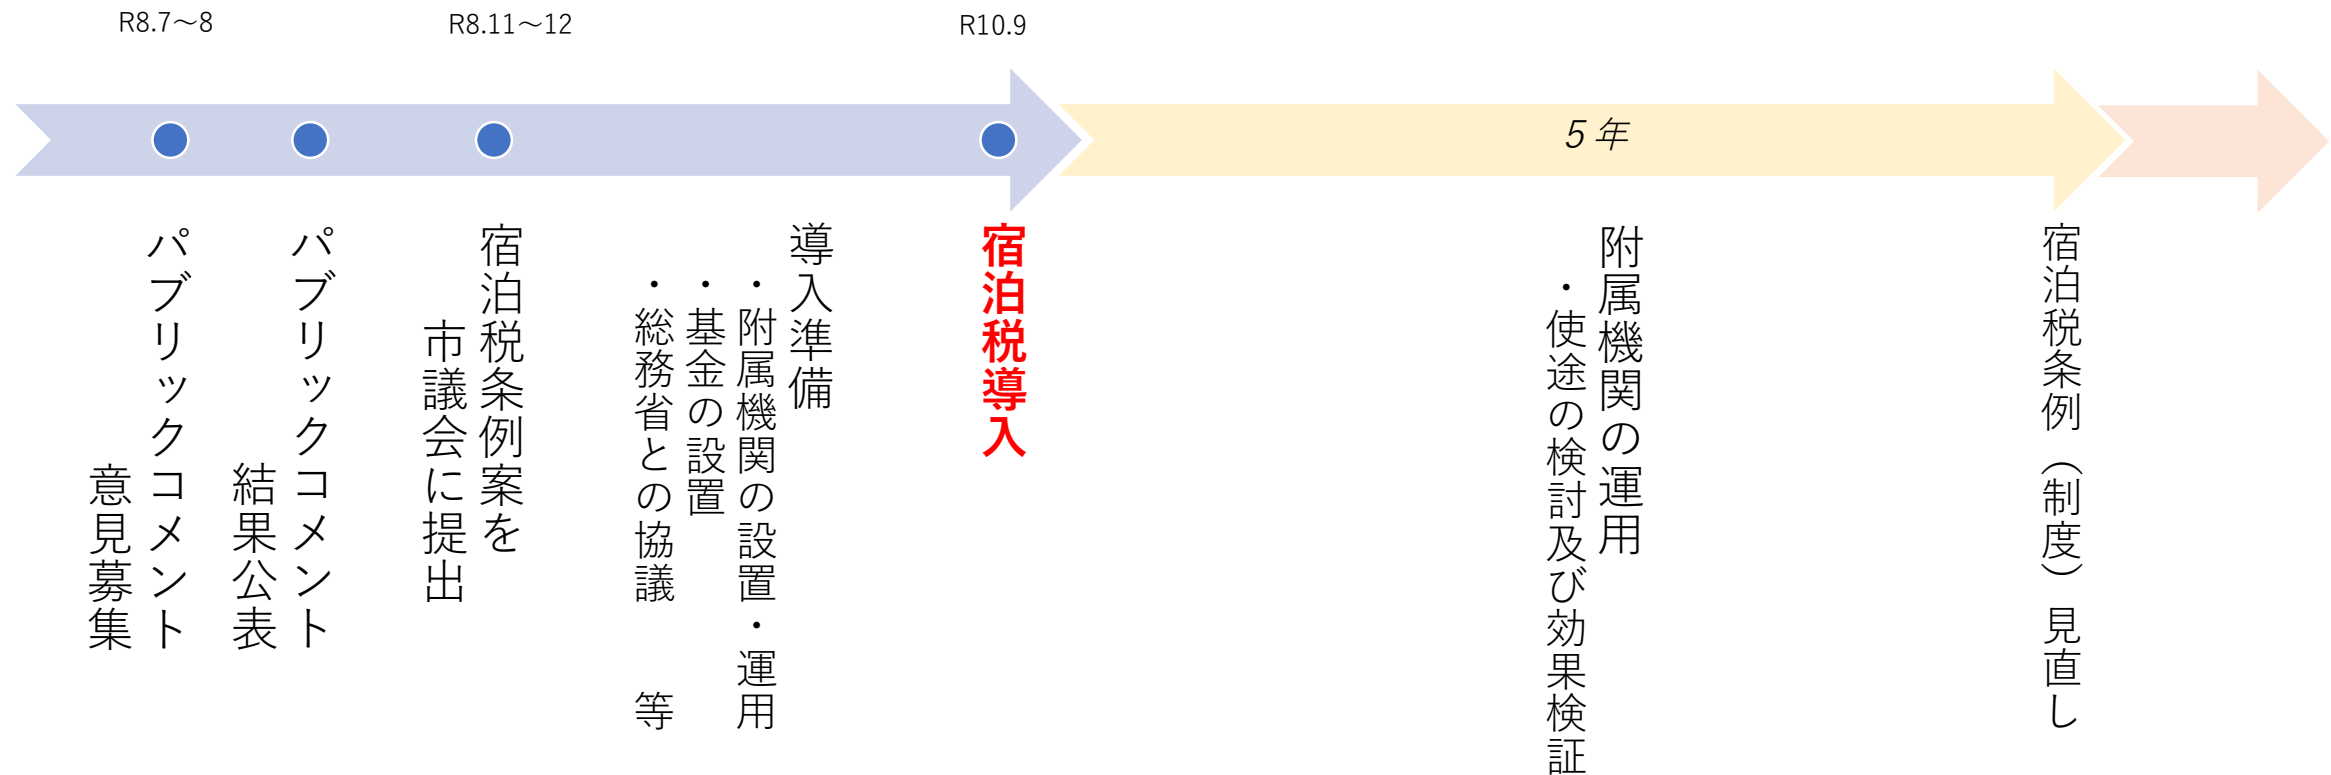 R8.7～8
R8.11～12
R10.9
5年
パブリックコメント
意見募集
パブリックコメント
結果公表
宿泊税条例案を
市議会に提出
導入準備
・附属機関の設置・運用
・基金の設置
・総務省との協議　　等
宿泊税導入
附属機関の運用
・使途の検討及び効果検証
宿泊税条例（制度）見直し